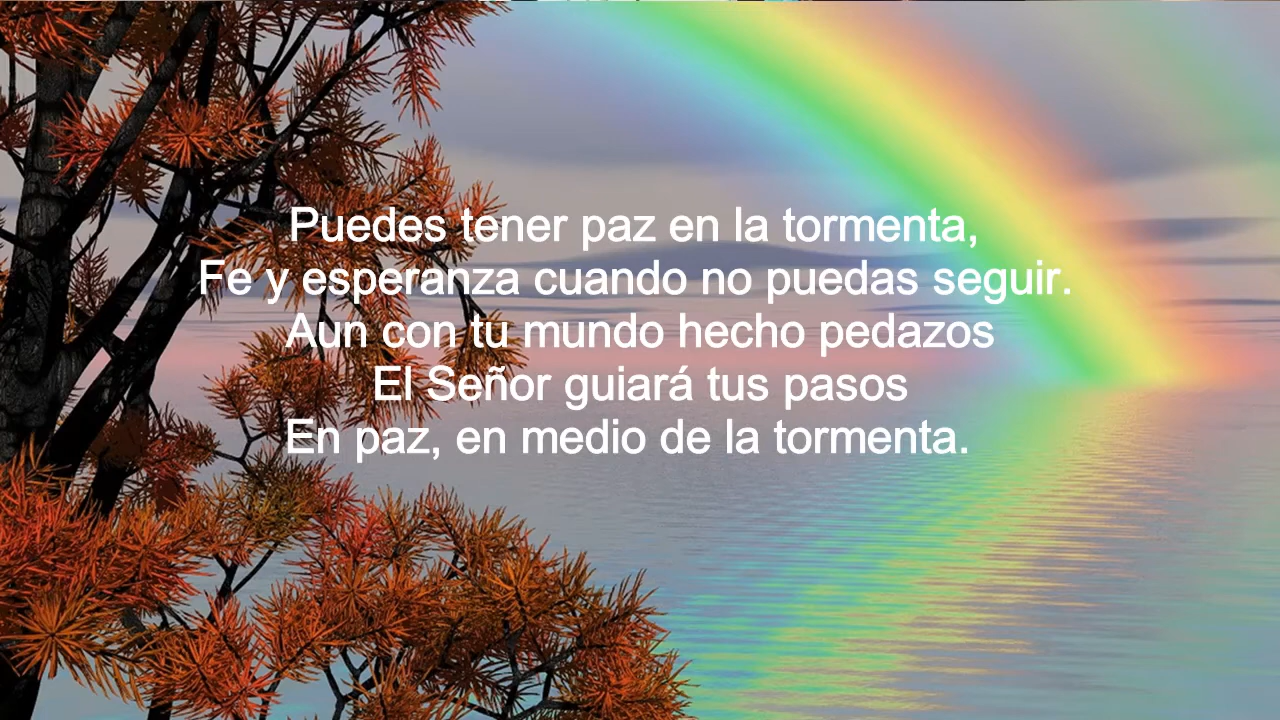 Puedes tener paz en la tormenta,
Fe y esperanza cuando no puedas seguir.
Aun con tu mundo hecho pedazos
El Señor guiará tus pasos
En paz, en medio de la tormenta.